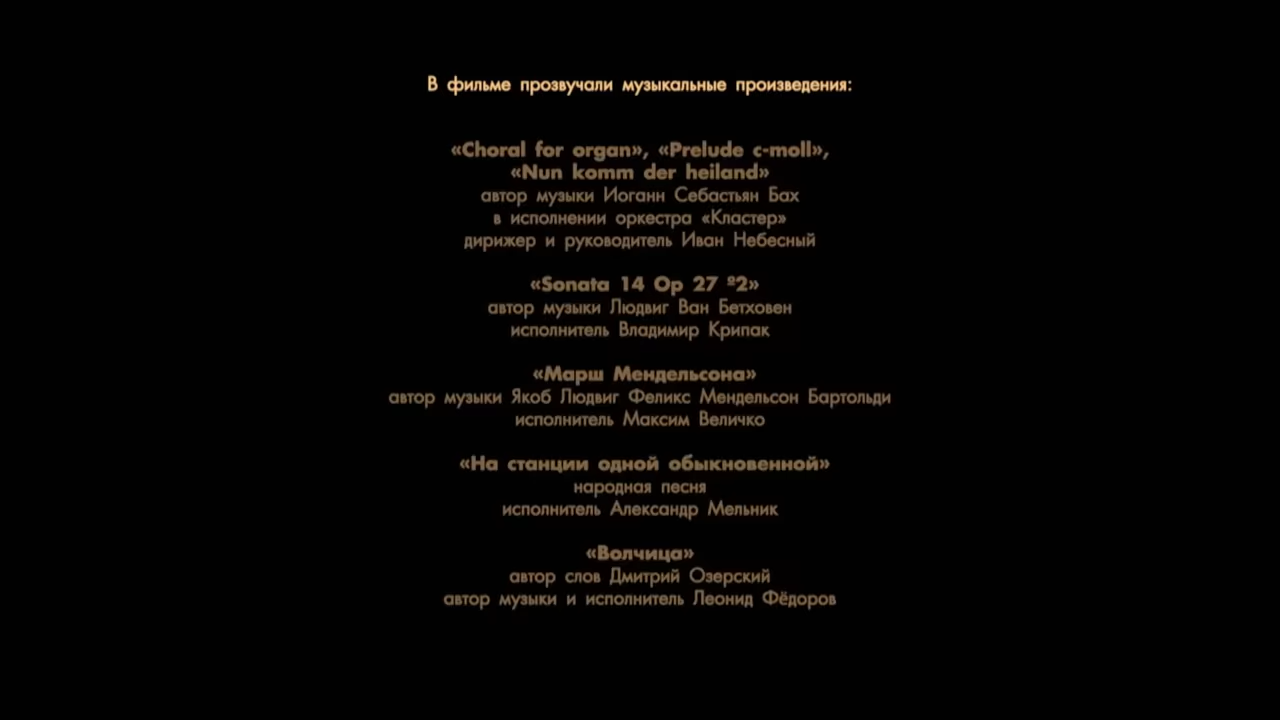 В фильме прозвучали музыкальные произведения:
«Choral for organ», «Prelude c-moll»,
«Nun komm der heiland»
автор музыки Иоганн Себастьян Бах
в исполнении оркестра «Кластер»
дирижер и руководитель Иван Небесный
«Sonata 14 Op 27 º2»
автор музыки Людвиг Ван Бетховен
исполнитель Владимир Крипак
«Марш Мендельсона»
автор музыки Якоб Людвиг Феликс Мендельсон Бартольди
исполнитель Максим Величко
«На станции одной обыкновенной»
народная песня
исполнитель Александр Мельник
«Волчица»
автор слов Дмитрий Озерский
автор музыки и исполнитель Леонид Фёдоров